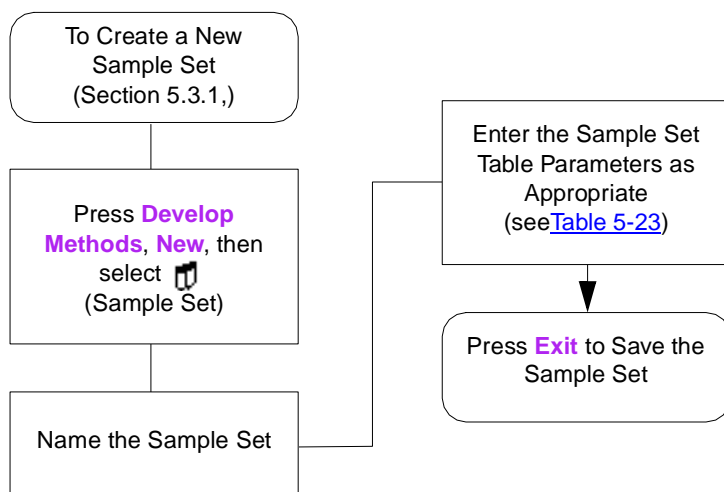 To Create a New
Sample Set
(Section 5.3.1,)
Press Develop
Methods, New, then
select
(Sample Set)
Name the Sample Set
Enter the Sample Set
Table Parameters as
Appropriate
(seeTable 5-23)
Press Exit to Save the
Sample Set